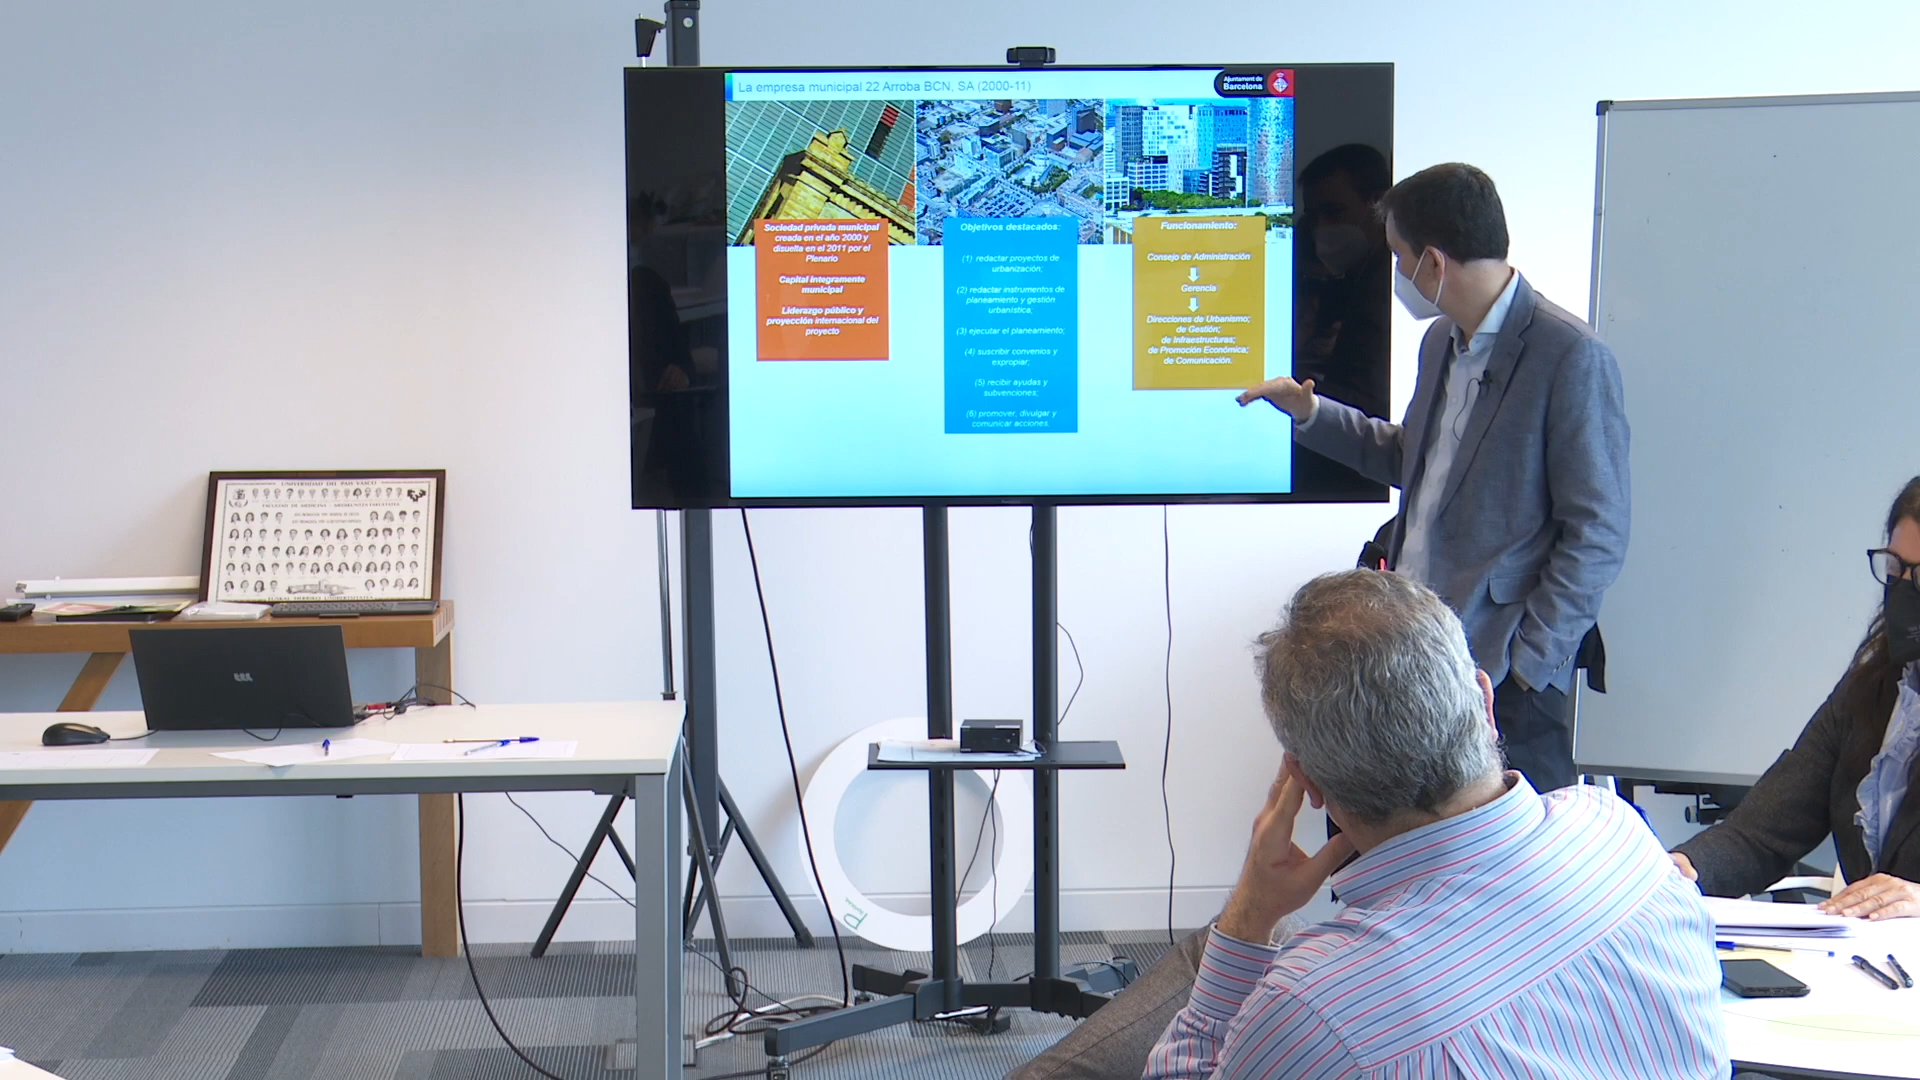 La empresa municipal 22 Arroba BCN, SA (2000-11)
Ajuntament de
Barcelona
Sociedad privada municipal
creada en el año 2000 y
disuelta en el 2011 por el
Plenario
Capital íntegramente
municipal
Liderazgo público y
proyección internacional del
proyecto
Objetivos destacados:
(1) redactar proyectos de
urbanización;
(2) redactar instrumentos de
planeamiento y gestión
urbanística;
(3) ejecutar el planeamiento;
(4) suscribir convenios y
expropiar;
(5) recibir ayudas y
subvenciones;
(6) promover, divulgar y
comunicar acciones.
Funcionamiento:
Consejo de Administración
Gerencia
Direcciones de Urbanismo;
de Gestión;
de Infraestructuras;
de Promoción Económica;
de Comunicación.
UNIVERSIDAD DEL PAIS VASCO
FACULTAD DE MEDICINA